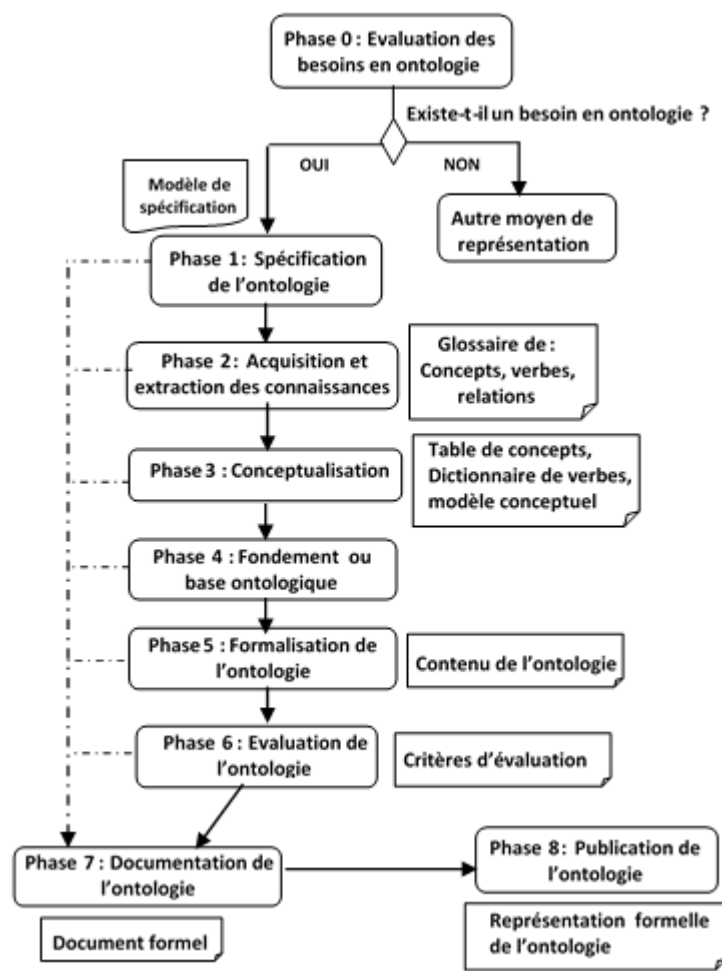 Phase 0 : Evaluation des
besoins en ontologie
Existe-t-il un besoin en ontologie ?
OUI
NON
Modèle de
spécification
Autre moyen de
représentation
Phase 1 : Spécification
de l'ontologie
Phase 2 : Acquisition et
extraction des connaissances
Glossaire de :
Concepts, verbes,
relations
Phase 3 : Conceptualisation
Table de concepts,
Dictionnaire de verbes,
modèle conceptuel
Phase 4 : Fondement ou
base ontologique
Phase 5 : Formalisation de
l'ontologie
Contenu de l'ontologie
Phase 6 : Evaluation de
l'ontologie
Critères d'évaluation
Phase 7 : Documentation de
l'ontologie
Phase 8 : Publication de
l'ontologie
Document formel
Représentation formelle
de l'ontologie